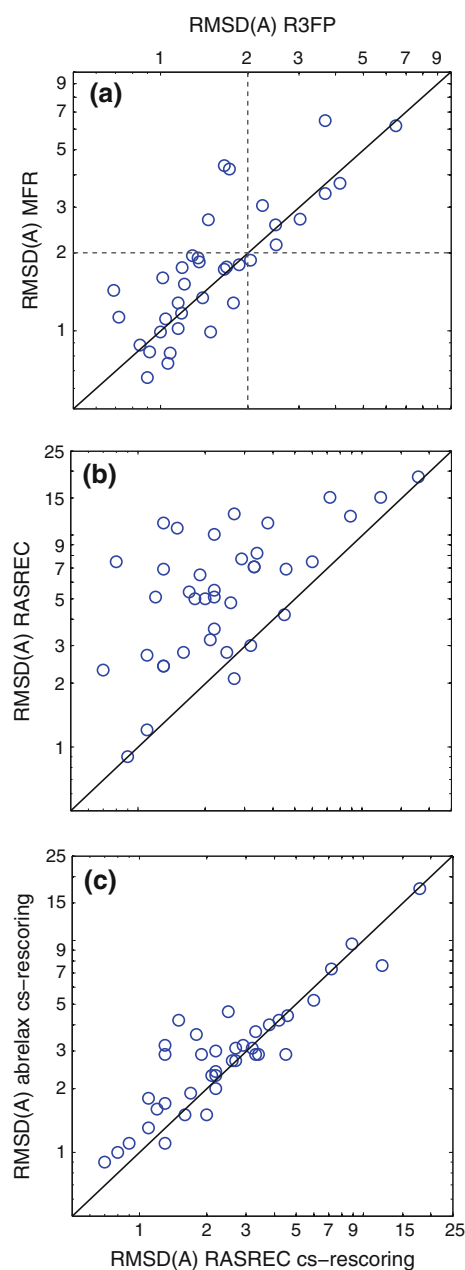 RMSD(A) R3FP
1 2 3 5 7 9
(a)
9
7
5
3
2
1
RMSD(A) MFR
(b)
25
15
9
7
5
3
2
1
RMSD(A) RASREC
(c)
25
15
9
7
5
3
2
1
RMSD(A) abrelax cs−rescoring
1 2 3 5 7 9 15 25
RMSD(A) RASREC cs−rescoring